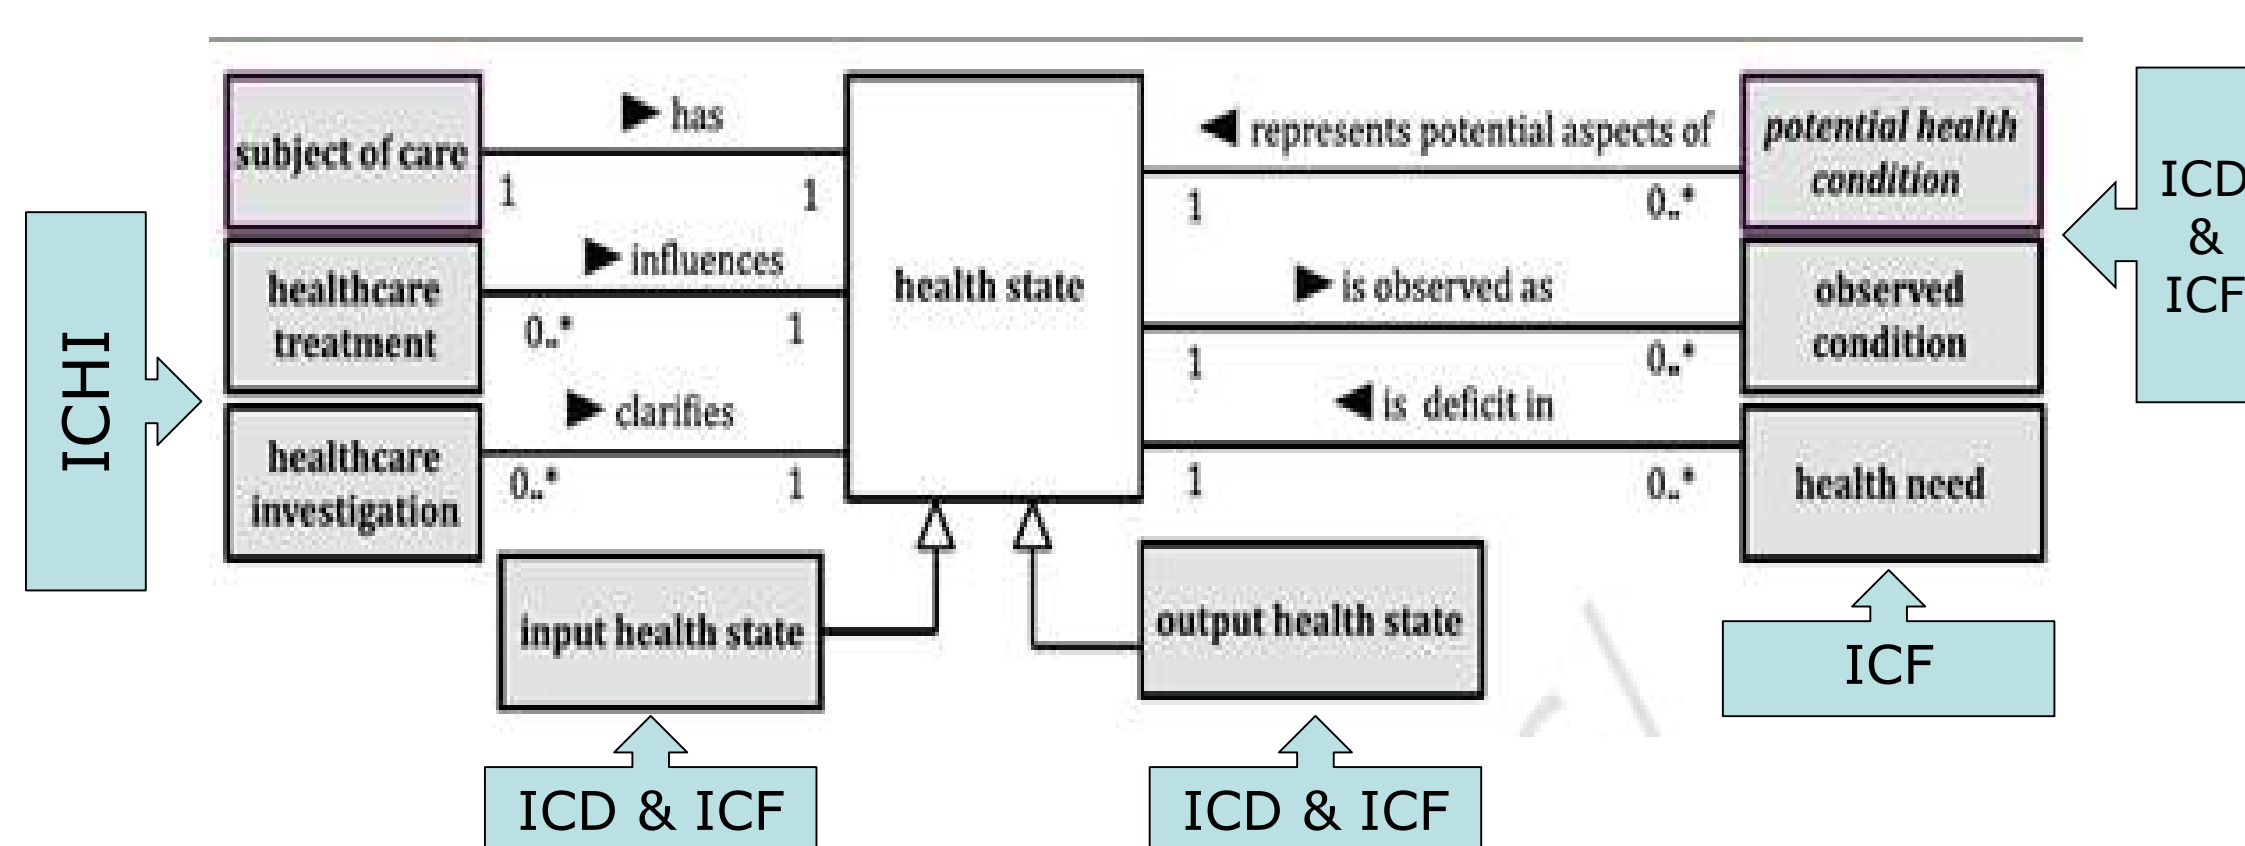 subject of care
▶ has
1
1
healthcare
treatment
▶ influences
0..*
1
healthcare
investigation
▶ clarifies
0..*
1
health state
◀ represents potential aspects of
1
0..*
potential health
condition
▶ is observed as
1
0..*
observed
condition
◀ is deficit in
1
0..*
health need
input health state
output health state
ICHI
ICD
&
ICF
ICF
ICD & ICF
ICD & ICF